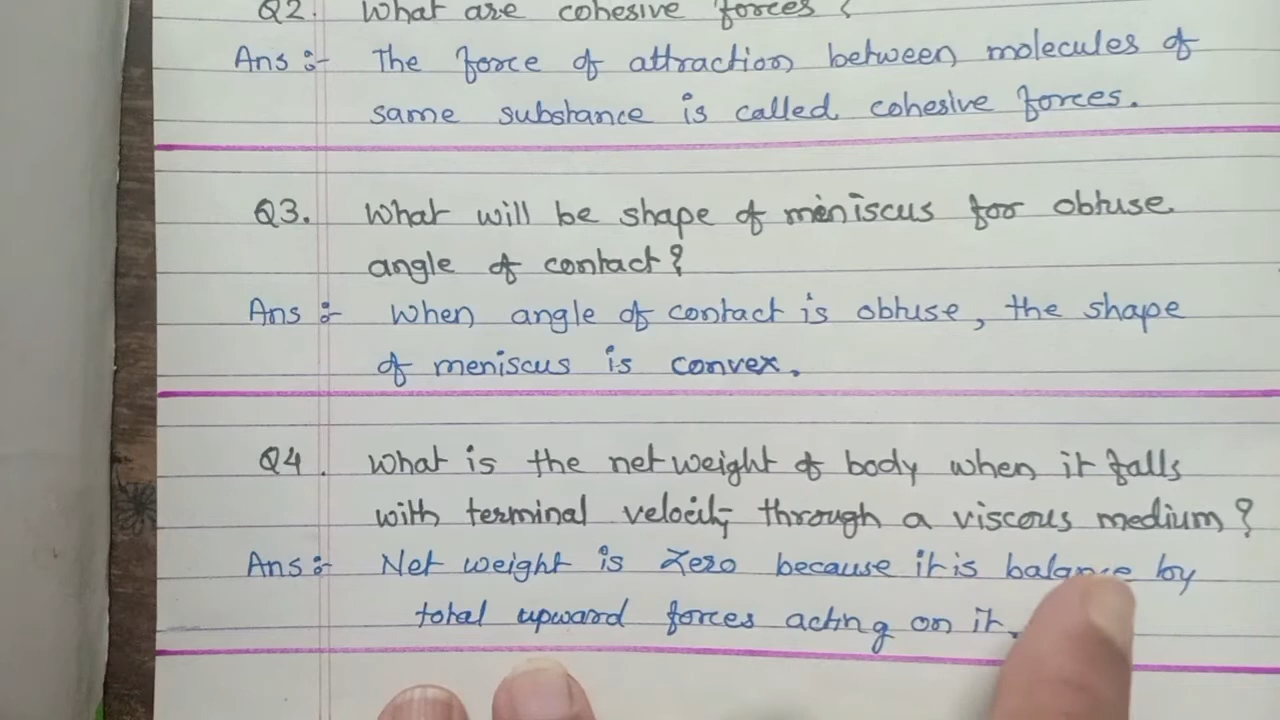 Q2. What are cohesive forces ?
Ans :- The force of attraction between molecules of
same substance is called cohesive forces.
Q3. What will be shape of meniscus for obtuse
angle of contact?
Ans :- When angle of contact is obtuse, the shape
of meniscus is convex.
Q4. What is the net weight of body when it falls
with terminal velocity through a viscous medium?
Ans :- Net weight is zero because it is balance by
total upward forces acting on it.